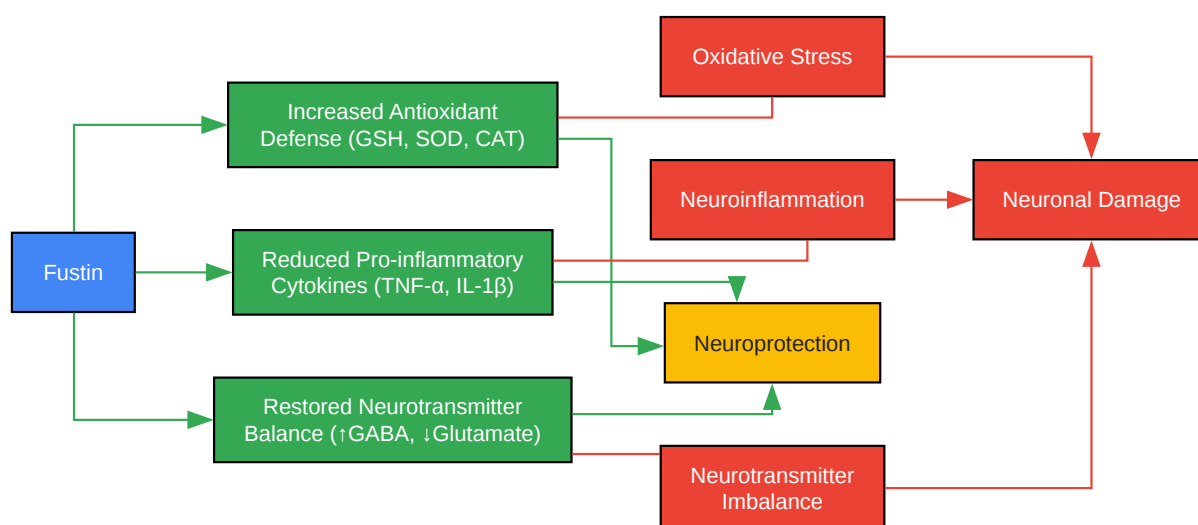 Oxidative Stress
Increased Antioxidant
Defense (GSH, SOD, CAT)
Neuroinflammation
Neuronal Damage
Fustin
Reduced Pro-inflammatory
Cytokines (TNF-α, IL-1β)
Neuroprotection
Restored Neurotransmitter
Balance (↑GABA, ↓Glutamate)
Neurotransmitter
Imbalance